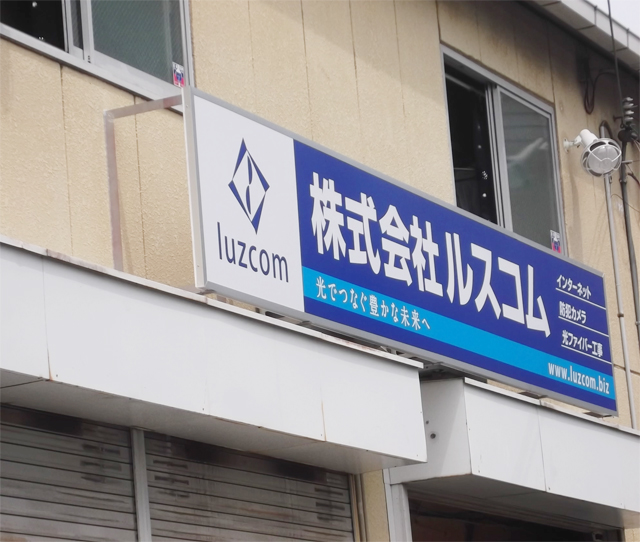 luzcom
株式会社ルスコム
光でつなぐ豊かな未来へ
インターネット
防犯カメラ
光ファイバー工事
www.luzcom.biz